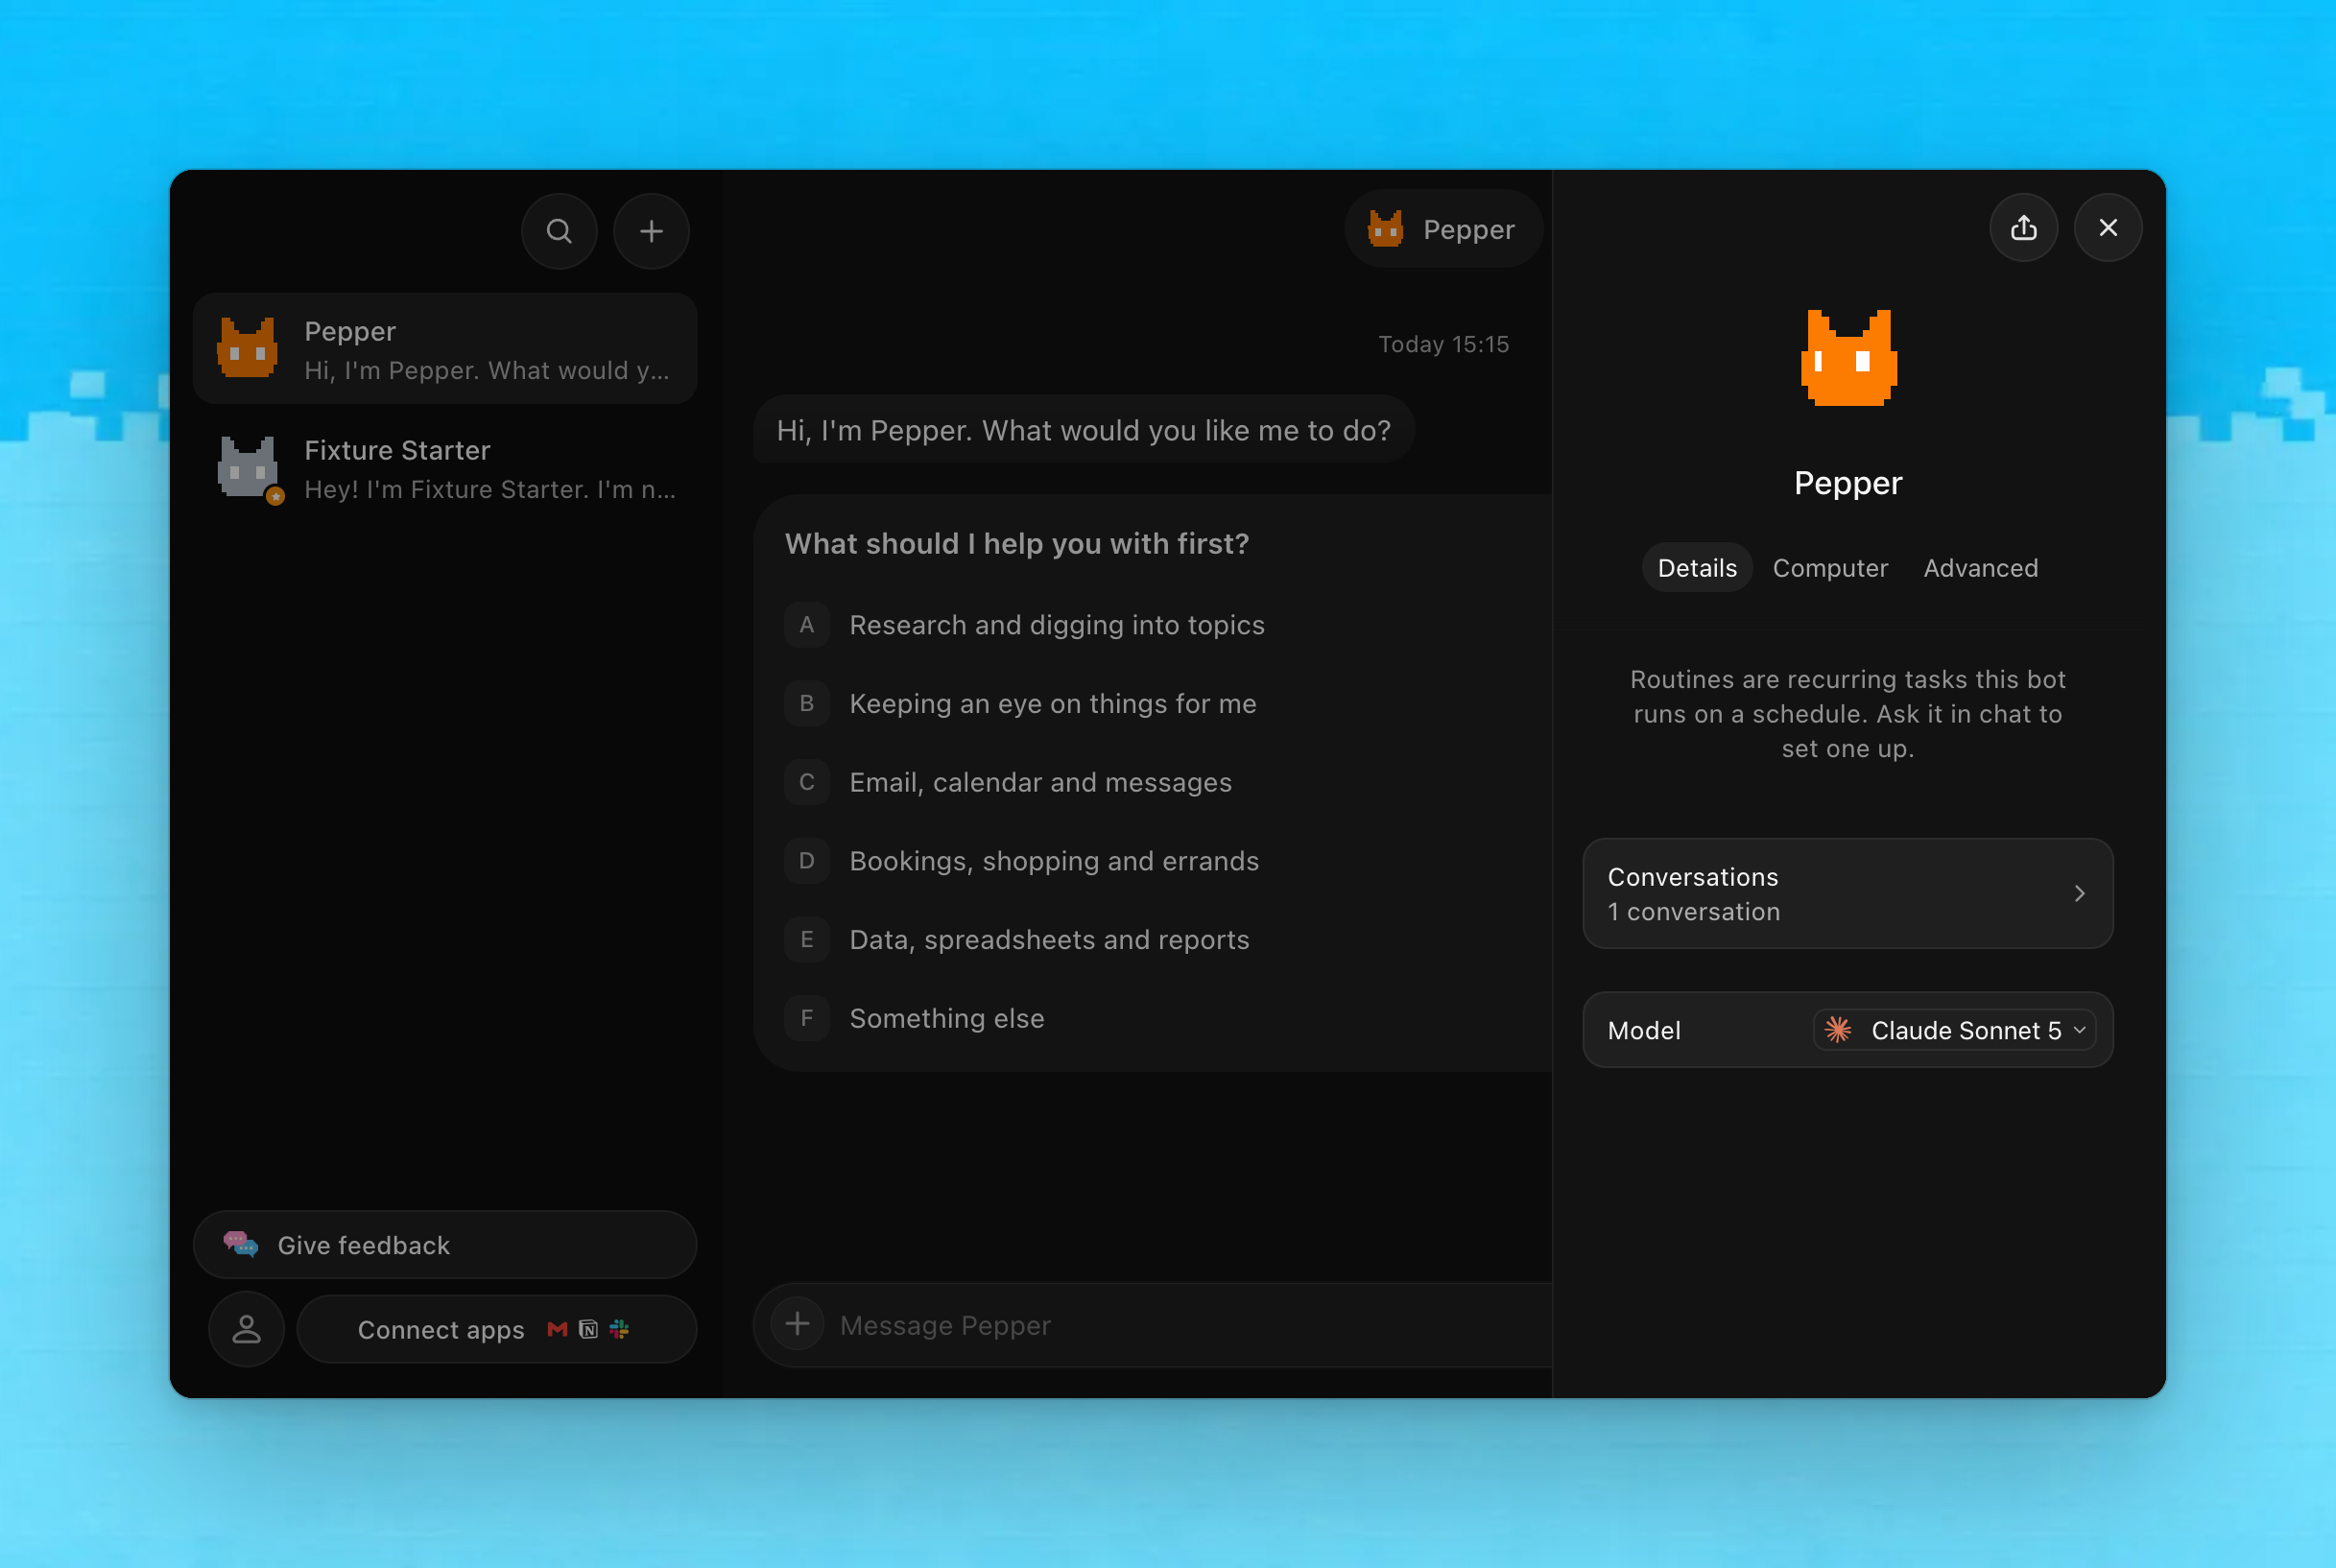 Pepper
Hi, I'm Pepper. What would y...
Fixture Starter
Hey! I'm Fixture Starter. I'm n...
Give feedback
Connect apps
Pepper
Today 15:15
Hi, I'm Pepper. What would you like me to do?
What should I help you with first?
A Research and digging into topics
B Keeping an eye on things for me
C Email, calendar and messages
D Bookings, shopping and errands
E Data, spreadsheets and reports
F Something else
Message Pepper
Pepper
Details Computer Advanced
Routines are recurring tasks this bot
runs on a schedule. Ask it in chat to
set one up.
Conversations
1 conversation
Model Claude Sonnet 5